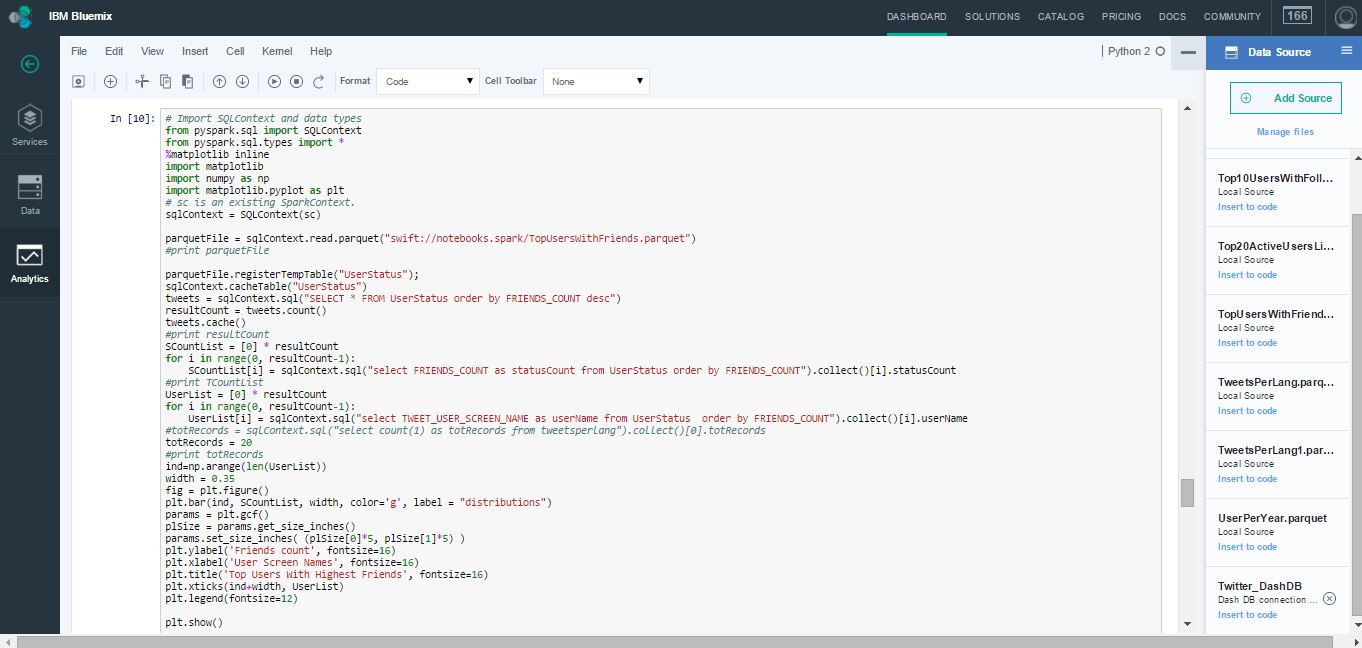 IBM Bluemix
DASHBOARD SOLUTIONS CATALOG PRICING DOCS COMMUNITY 166
File Edit View Insert Cell Kernel Help
Python 2
Format Code Cell Toolbar None
Services
Data
Analytics
In [10]:
# Import SQLContext and data types
from pyspark.sql import SQLContext
from pyspark.sql.types import *
%matplotlib inline
import matplotlib
import numpy as np
import matplotlib.pyplot as plt
# sc is an existing SparkContext.
sqlContext = SQLContext(sc)
parquetFile = sqlContext.read.parquet("swift://notebooks.spark/TopUsersWithFriends.parquet")
#print parquetFile
parquetFile.registerTempTable("UserStatus");
sqlContext.cacheTable("UserStatus")
tweets = sqlContext.sql("SELECT * FROM UserStatus order by FRIENDS_COUNT desc")
resultCount = tweets.count()
tweets.cache()
#print resultCount
SCountList = [0] * resultCount
for i in range(0, resultCount-1):
    SCountList[i] = sqlContext.sql("select FRIENDS_COUNT as statusCount from UserStatus order by FRIENDS_COUNT").collect()[i].statusCount
#print TCountList
UserList = [0] * resultCount
for i in range(0, resultCount-1):
    UserList[i] = sqlContext.sql("select TWEET_USER_SCREEN_NAME as userName from UserStatus  order by FRIENDS_COUNT").collect()[i].userName
#totRecords = sqlContext.sql("select count(1) as totRecords from tweetsperlang").collect()[0].totRecords
totRecords = 20
#print totRecords
ind=np.arange(len(UserList))
width = 0.35
fig = plt.figure()
plt.bar(ind, SCountList, width, color='g', label = "distributions")
params = plt.gcf()
plSize = params.get_size_inches()
params.set_size_inches( (plSize[0]*5, plSize[1]*5) )
plt.ylabel('Friends count', fontsize=16)
plt.xlabel('User Screen Names', fontsize=16)
plt.title('Top Users With Highest Friends', fontsize=16)
plt.xticks(ind+width, UserList)
plt.legend(fontsize=12)
plt.show()
Data Source
Add Source
Manage files
Top10UsersWithFoll...
Local Source
Insert to code
Top20ActiveUsersLi...
Local Source
Insert to code
TopUsersWithFriend...
Local Source
Insert to code
TweetsPerLang.parq...
Local Source
Insert to code
TweetsPerLang1.par...
Local Source
Insert to code
UserPerYear.parquet
Local Source
Insert to code
Twitter_DashDB
Dash DB connection ...
Insert to code